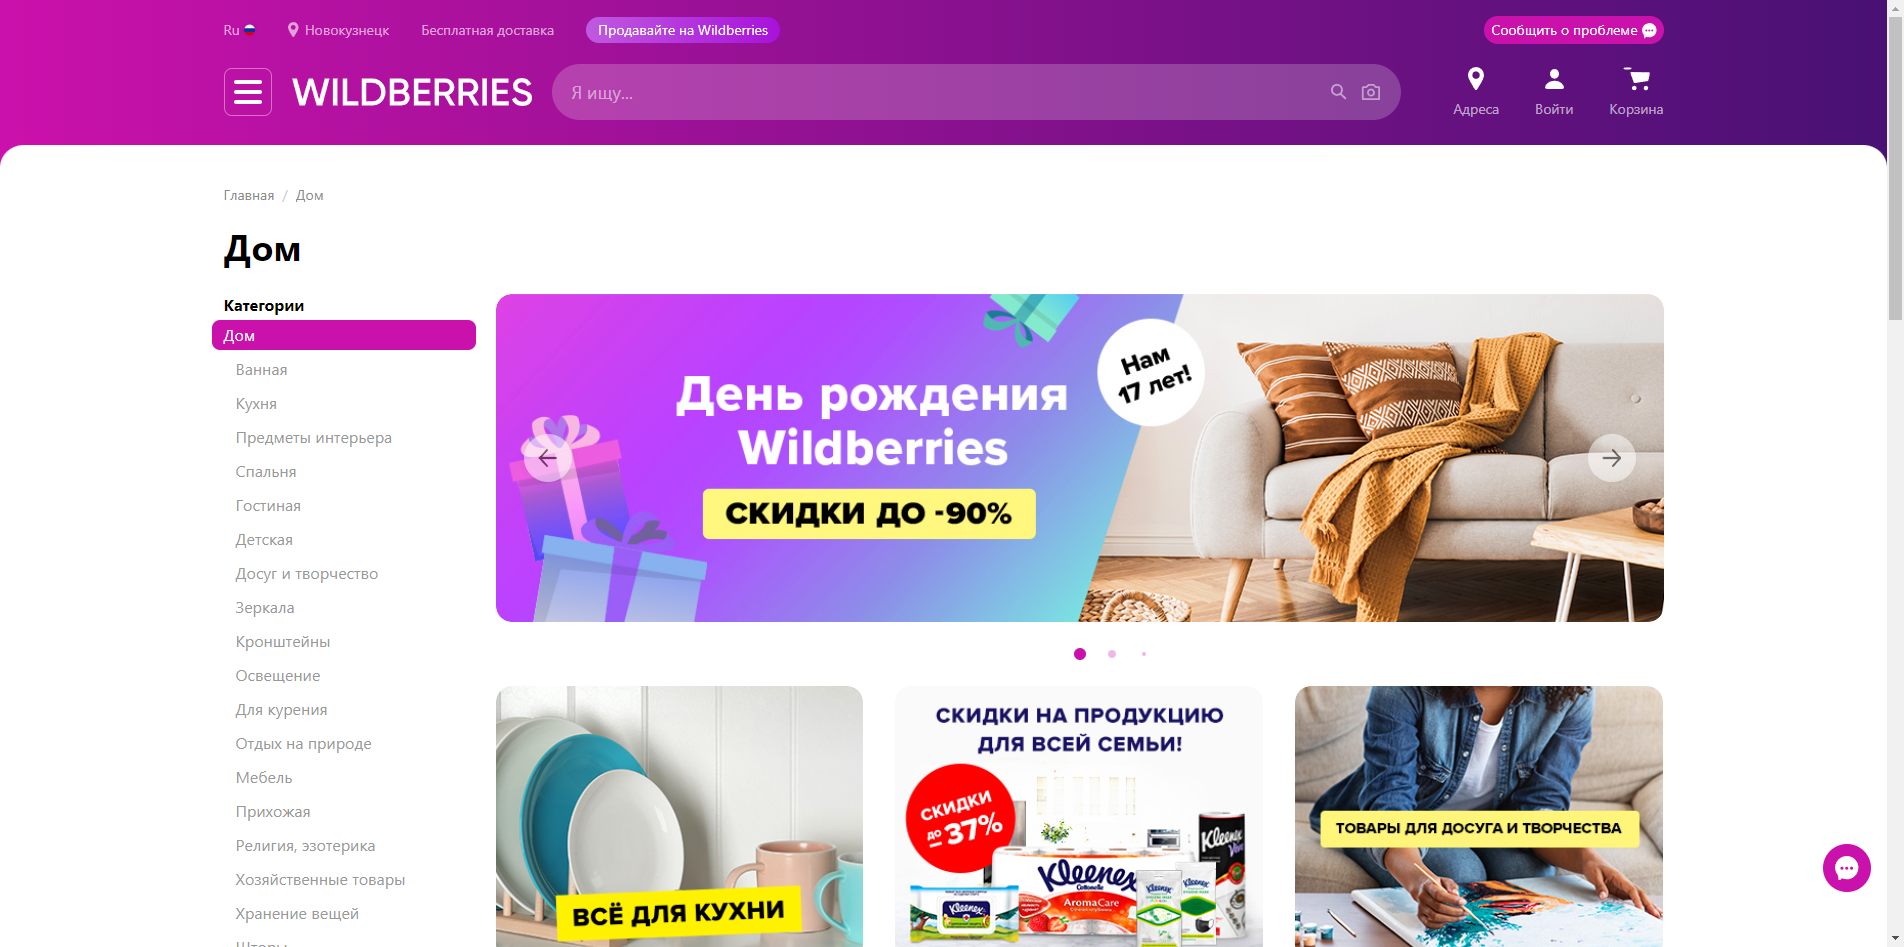 Ru
Новокузнецк
Бесплатная доставка
Продавайте на Wildberries
Сообщить о проблеме
WILDBERRIES
Я ищу...
Адреса
Войти
Корзина
Главная / Дом
Дом
Категории
Дом
Ванная
Кухня
Предметы интерьера
Спальня
Гостиная
Детская
Досуг и творчество
Зеркала
Кронштейны
Освещение
Для курения
Отдых на природе
Мебель
Прихожая
Религия, эзотерика
Хозяйственные товары
Хранение вещей
Шторы
День рождения
Wildberries
СКИДКИ ДО -90%
Нам
17 лет!
ВСЁ ДЛЯ КУХНИ
СКИДКИ НА ПРОДУКЦИЮ
ДЛЯ ВСЕЙ СЕМЬИ!
СКИДКИ
до 37%
Kleenex
Cottonelle
AromaCare
Kleenex
Kleenex
Kleenex
Kleenex
ТОВАРЫ ДЛЯ ДОСУГА И ТВОРЧЕСТВА